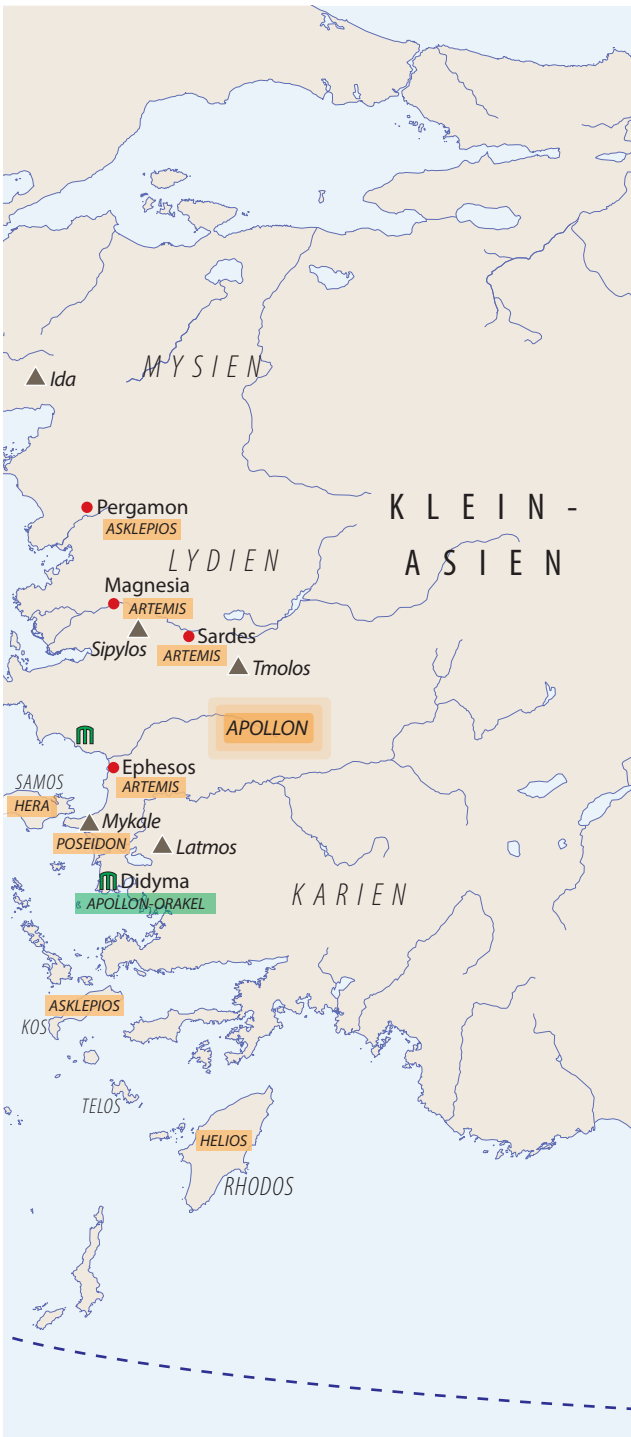 MYSIEN
Ida
KLEIN-
ASIEN
Pergamon
ASKLEPIOS
LYDIEN
Magnesia
ARTEMIS
Sipylos
Sardes
ARTEMIS
Tmolos
APOLLON
Ephesos
ARTEMIS
SAMOS
HERA
Mykale
POSEIDON
Latmos
Didyma
APOLLON-ORAKEL
KARIEN
ASKLEPIOS
KOS
TELOS
HELIOS
RHODOS